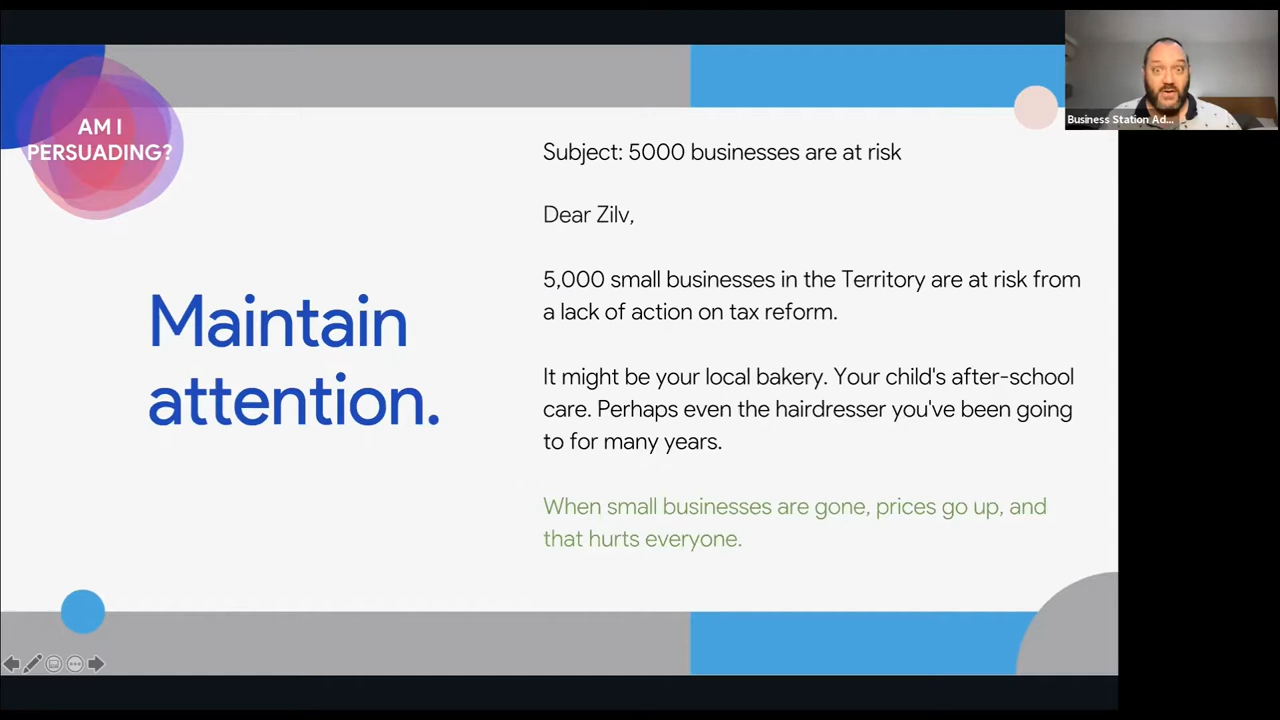 AM I
PERSUADING?
Maintain
attention.
Subject: 5000 businesses are at risk
Dear Zilv,
5,000 small businesses in the Territory are at risk from
a lack of action on tax reform.
It might be your local bakery. Your child's after-school
care. Perhaps even the hairdresser you've been going
to for many years.
When small businesses are gone, prices go up, and
that hurts everyone.
Business Station Ad...